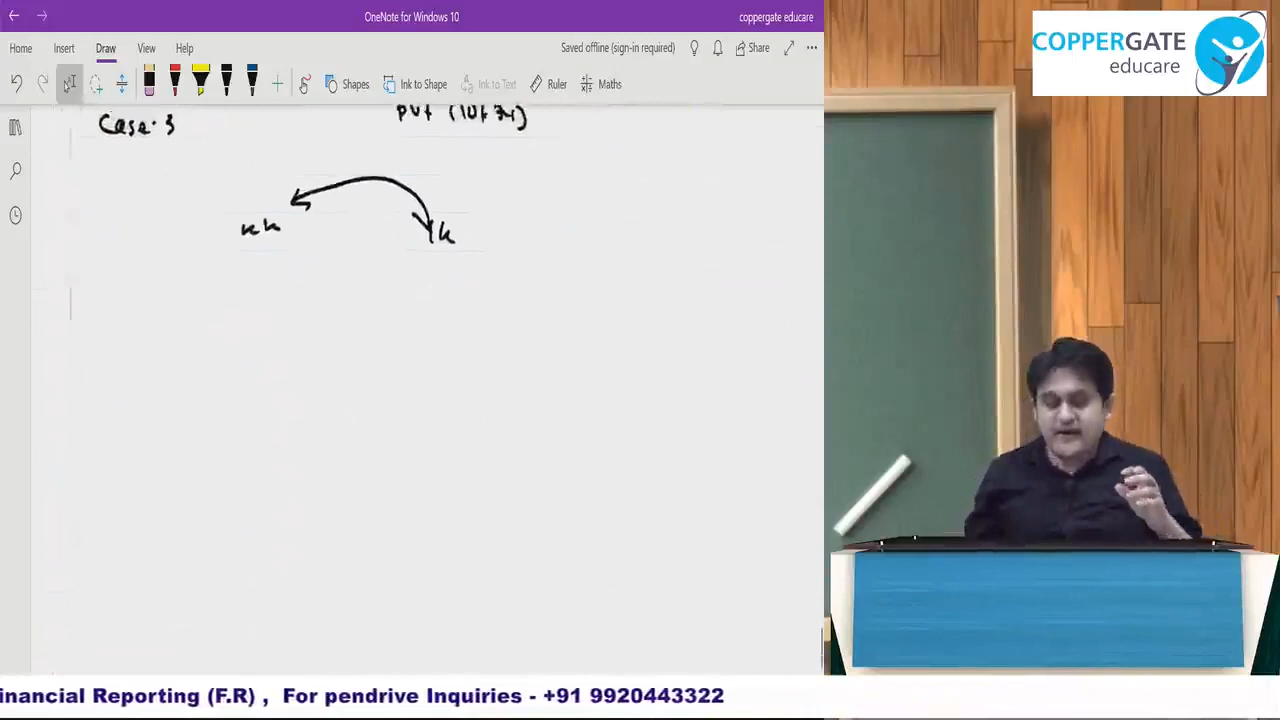 OneNote for Windows 10
coppergate educare
Home Insert Draw View Help
Saved offline (sign-in required)
Share
Ink to Shape
Shapes
Ink to Text
Ruler
Maths
COPPERGATE
educare
Case. 3
k
inancial Reporting (F.R) , For pendrive Inquiries - +91 9920443322